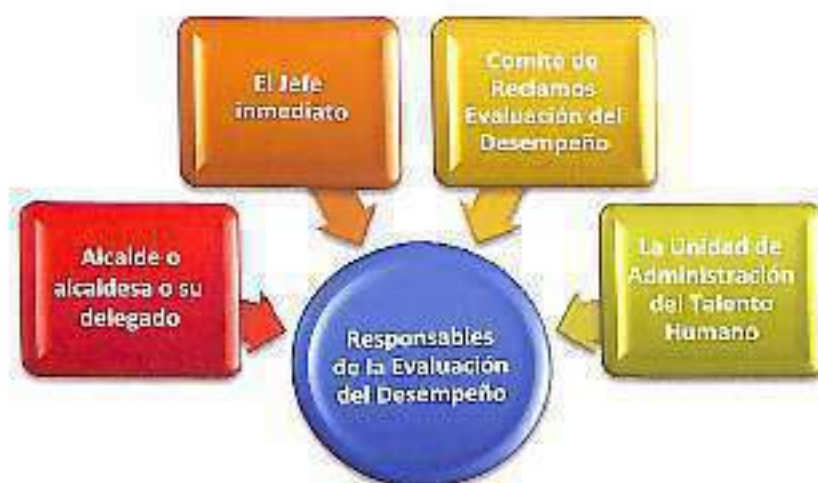 El Jefe
inmediato
Comité de
Reclamos
Evaluación del
Desempeño
Alcalde o
alcaldesa o su
delegado
La Unidad de
Administración
del Talento
Humano
Responsables
de la Evaluación
del Desempeño